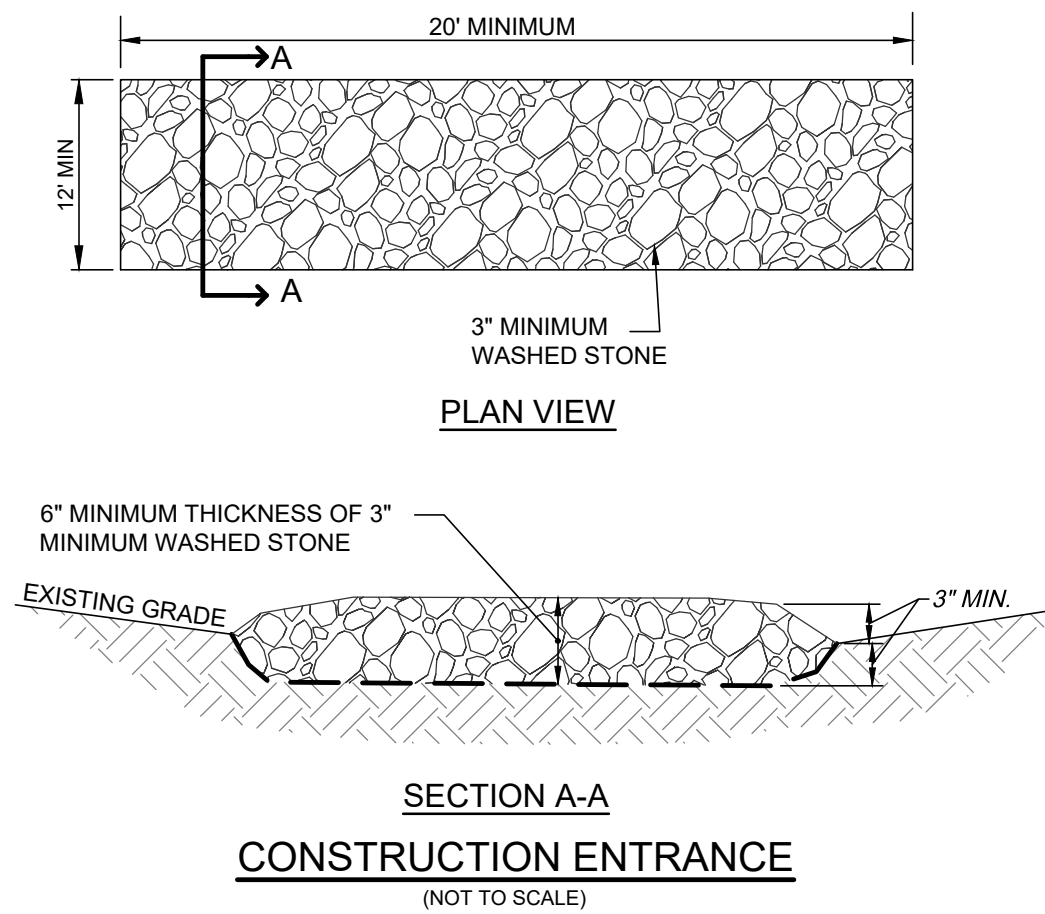 20' MINIMUM
A
12' MIN
A
3" MINIMUM
WASHED STONE
PLAN VIEW
6" MINIMUM THICKNESS OF 3"
MINIMUM WASHED STONE
EXISTING GRADE
3" MIN.
SECTION A-A
CONSTRUCTION ENTRANCE
(NOT TO SCALE)